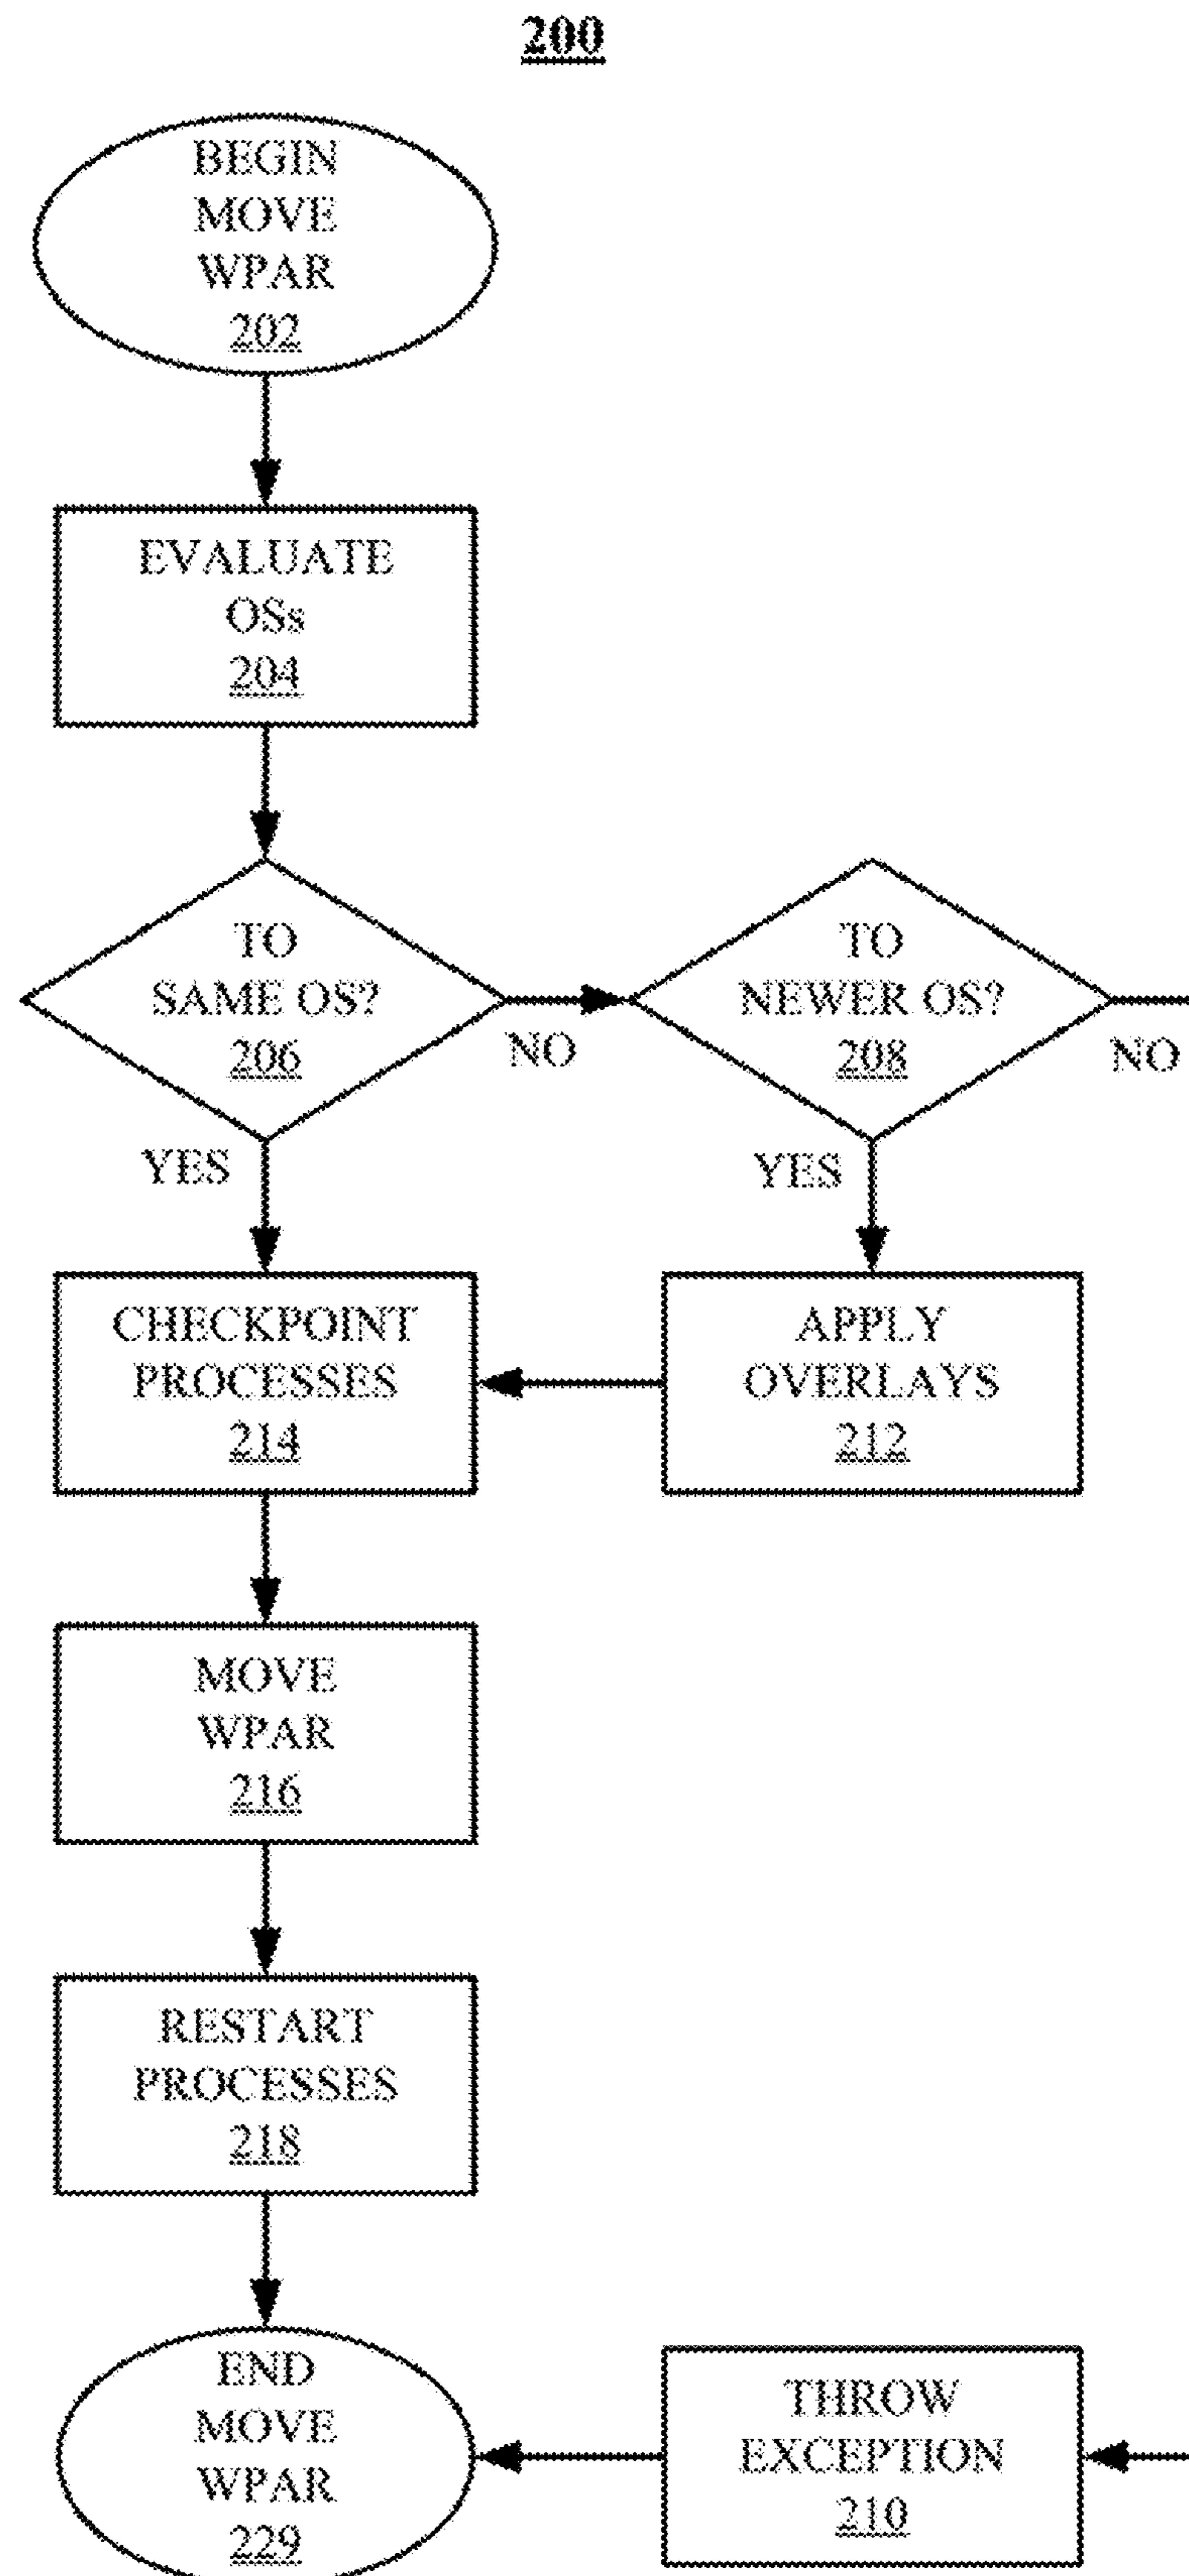 200
BEGIN
MOVE
WPAR
202
EVALUATE
OSs
204
TO
SAME OS?
206
NO
TO
NEWER OS?
208
NO
YES
YES
CHECKPOINT
PROCESSES
214
APPLY
OVERLAYS
212
MOVE
WPAR
216
RESTART
PROCESSES
218
END
MOVE
WPAR
229
THROW
EXCEPTION
210